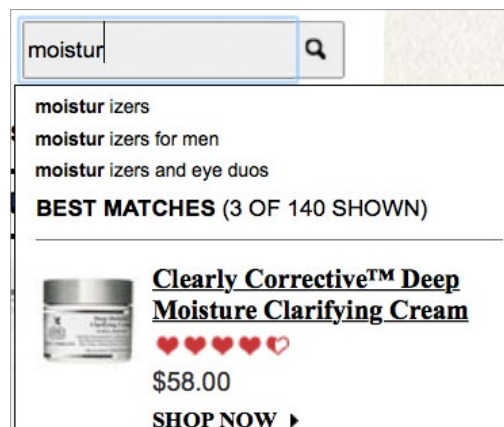 moistur
moistur izers
moistur izers for men
moistur izers and eye duos
BEST MATCHES (3 OF 140 SHOWN)
Clearly Corrective™ Deep
Moisture Clarifying Cream
$58.00
SHOP NOW